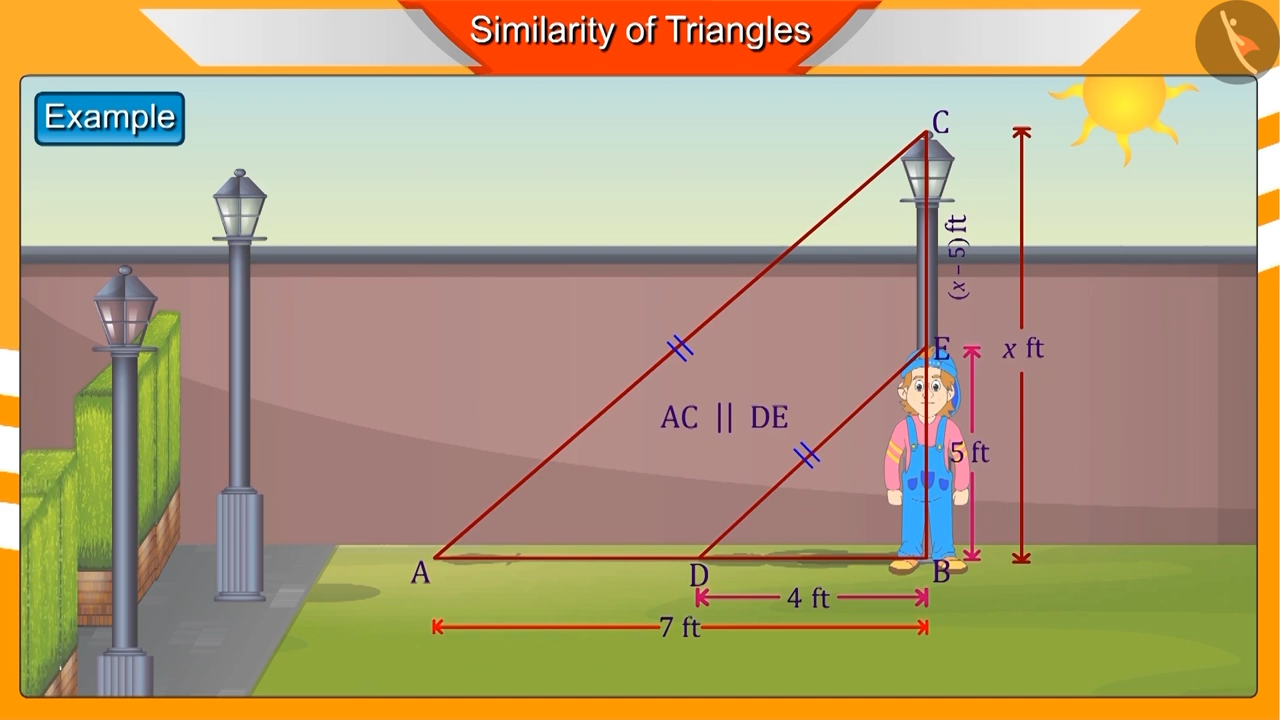 Similarity of Triangles
Example
C
(x – 5) ft
E
x ft
AC || DE
5 ft
A
D
B
4 ft
7 ft